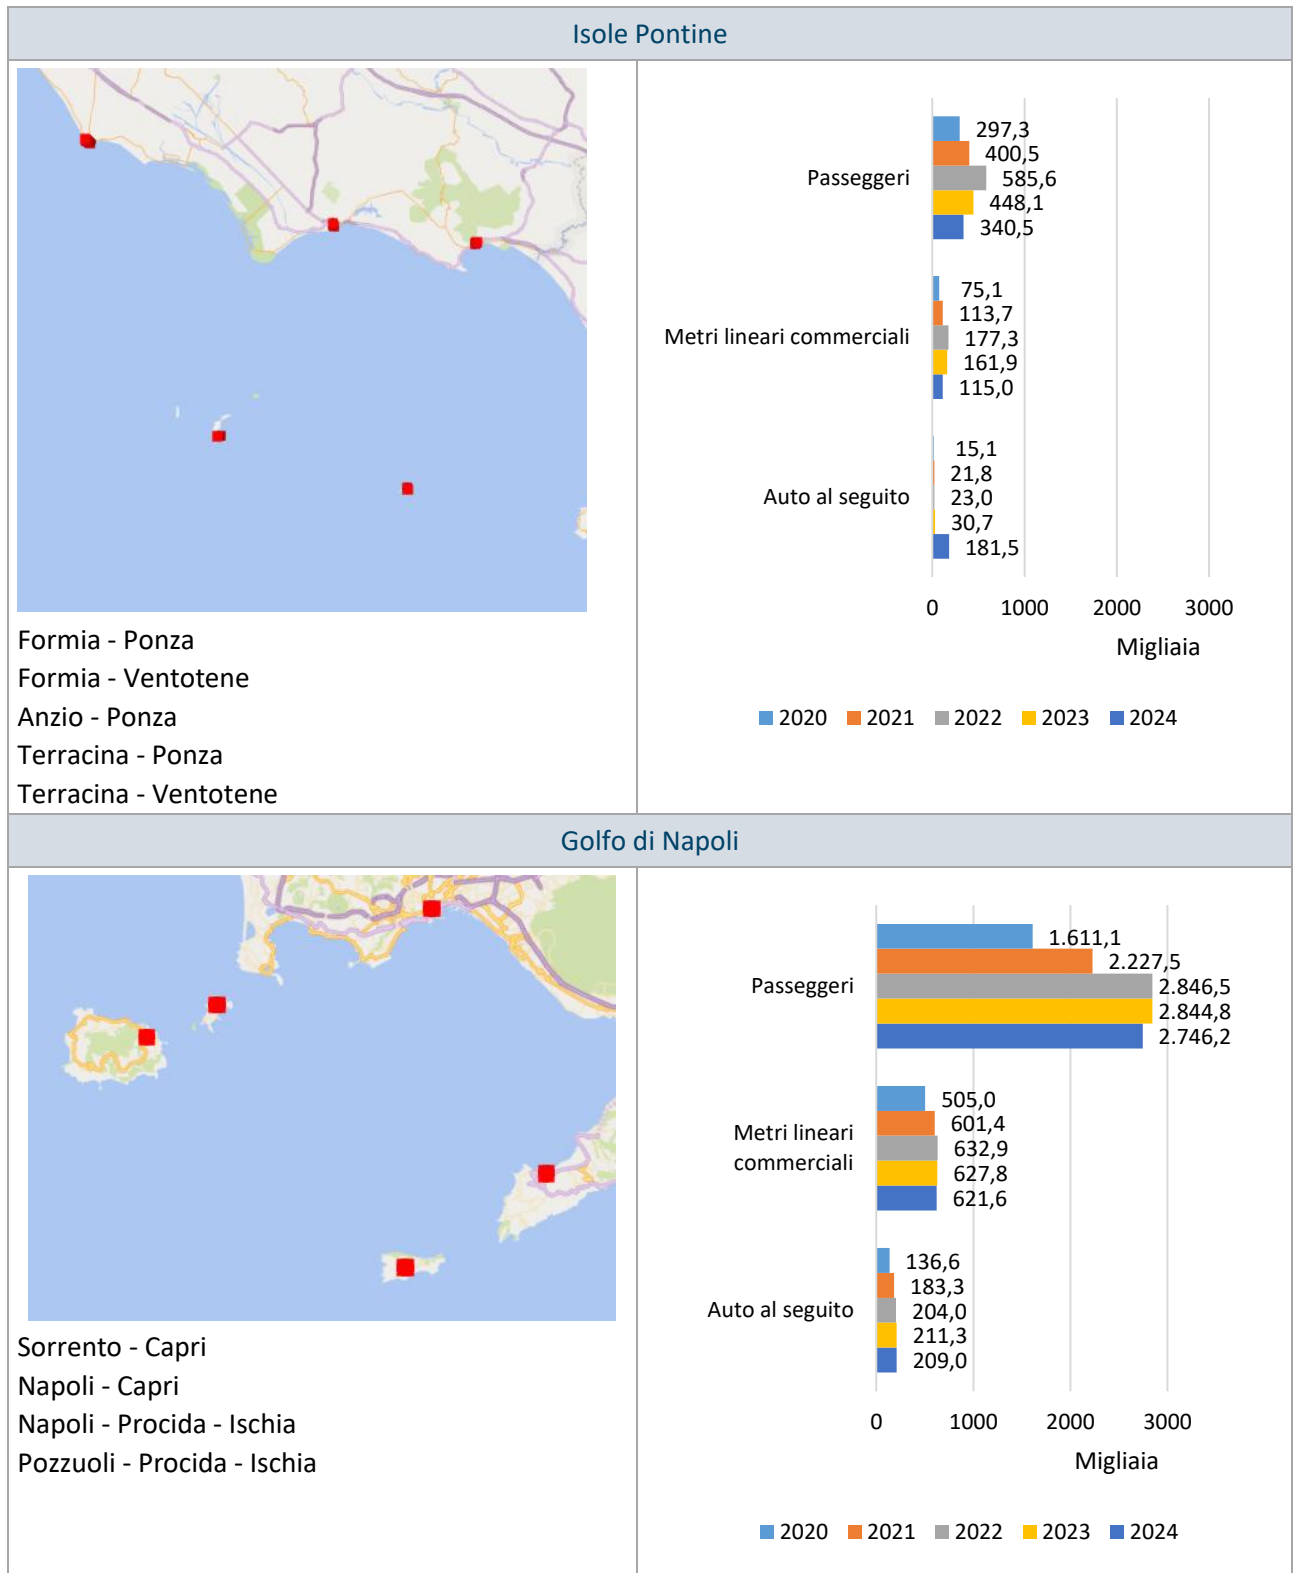 Isole Pontine
Formia - Ponza
Formia - Ventotene
Anzio - Ponza
Terracina - Ponza
Terracina - Ventotene
Passeggeri
297,3
400,5
585,6
448,1
340,5
Metri lineari commerciali
75,1
113,7
177,3
161,9
115,0
Auto al seguito
15,1
21,8
23,0
30,7
181,5
0 1000 2000 3000
Migliaia
2020 2021 2022 2023 2024
Golfo di Napoli
Sorrento - Capri
Napoli - Capri
Napoli - Procida - Ischia
Pozzuoli - Procida - Ischia
Passeggeri
1.611,1
2.227,5
2.846,5
2.844,8
2.746,2
Metri lineari
commerciali
505,0
601,4
632,9
627,8
621,6
Auto al seguito
136,6
183,3
204,0
211,3
209,0
0 1000 2000 3000
Migliaia
2020 2021 2022 2023 2024